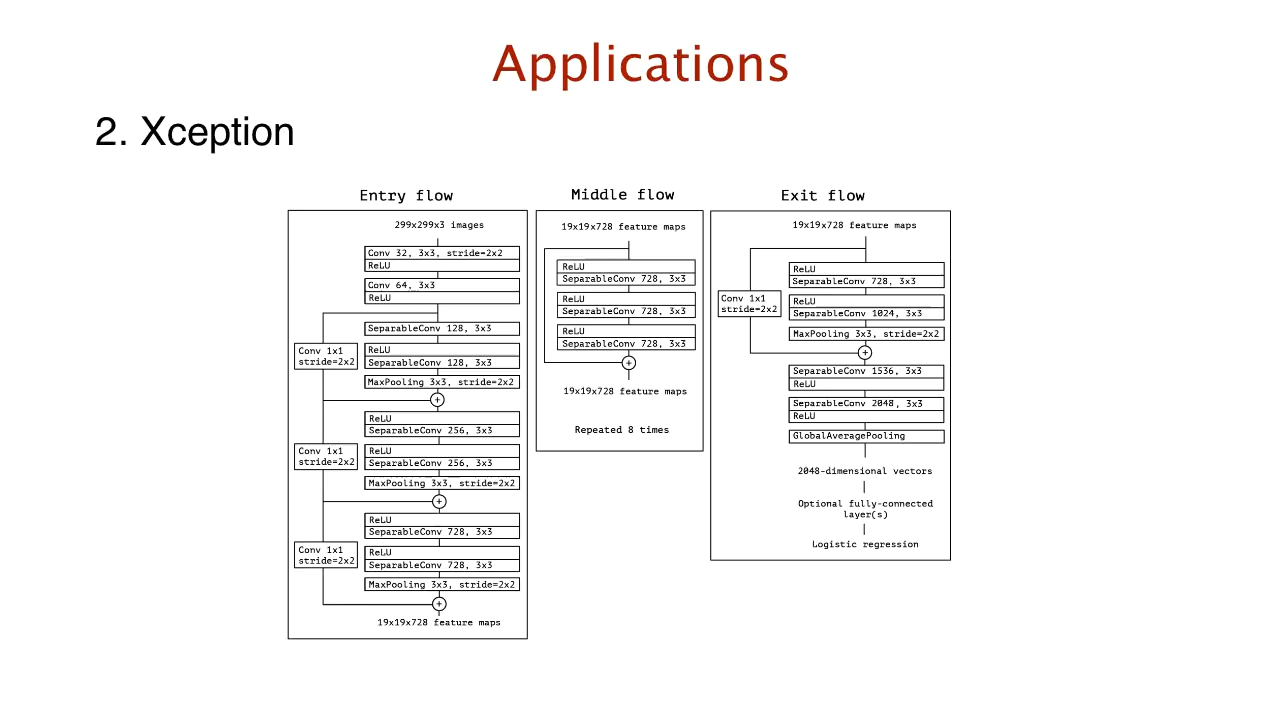 Applications
2. Xception
Entry flow
299x299x3 images
Conv 32, 3x3, stride=2x2
ReLU
Conv 64, 3x3
ReLU
SeparableConv 128, 3x3
Conv 1x1
stride=2x2
ReLU
SeparableConv 128, 3x3
MaxPooling 3x3, stride=2x2
+
ReLU
SeparableConv 256, 3x3
Conv 1x1
stride=2x2
ReLU
SeparableConv 256, 3x3
MaxPooling 3x3, stride=2x2
+
ReLU
SeparableConv 728, 3x3
Conv 1x1
stride=2x2
ReLU
SeparableConv 728, 3x3
MaxPooling 3x3, stride=2x2
+
19x19x728 feature maps
Middle flow
19x19x728 feature maps
ReLU
SeparableConv 728, 3x3
ReLU
SeparableConv 728, 3x3
ReLU
SeparableConv 728, 3x3
+
19x19x728 feature maps
Repeated 8 times
Exit flow
19x19x728 feature maps
ReLU
SeparableConv 728, 3x3
Conv 1x1
stride=2x2
ReLU
SeparableConv 1024, 3x3
MaxPooling 3x3, stride=2x2
+
SeparableConv 1536, 3x3
ReLU
SeparableConv 2048, 3x3
ReLU
GlobalAveragePooling
2048-dimensional vectors
Optional fully-connected
layer(s)
Logistic regression